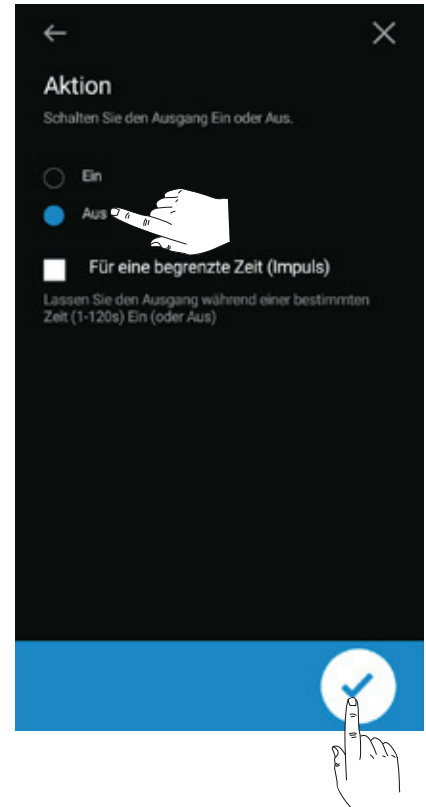 Aktion
Schalten Sie den Ausgang Ein oder Aus.
Ein
Aus
Für eine begrenzte Zeit (Impuls)
Lassen Sie den Ausgang während einer bestimmten
Zeit (1-120s) Ein (oder Aus)